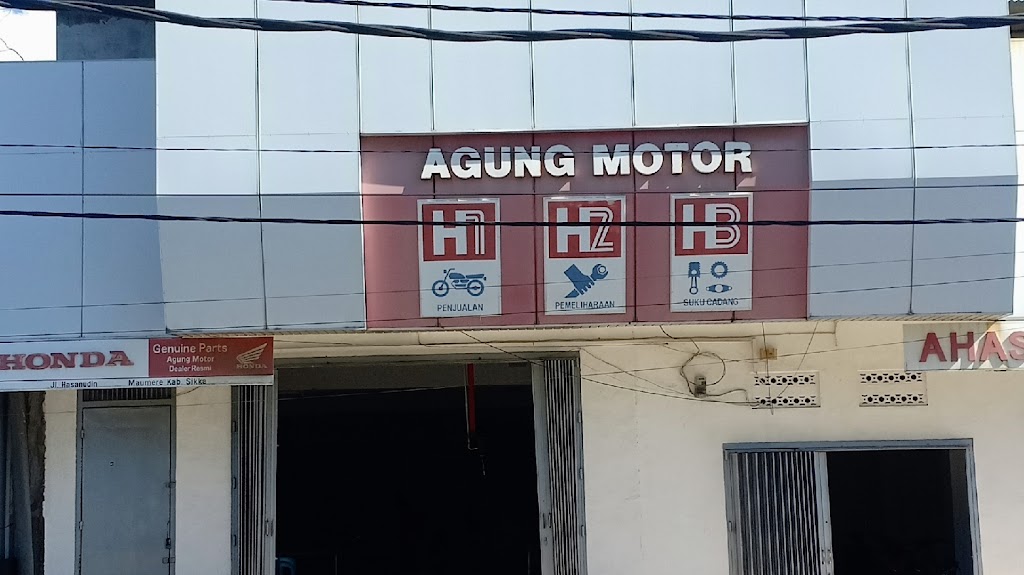 AGUNG MOTOR
H1 H2 H3
PENJUALAN PEMELIHARAAN SUKU CADANG
HONDA
Genuine Parts
Agung Motor
Dealer Resmi
HONDA
Jl. Hasanudin Maumere Kab. Sikka
AHAS